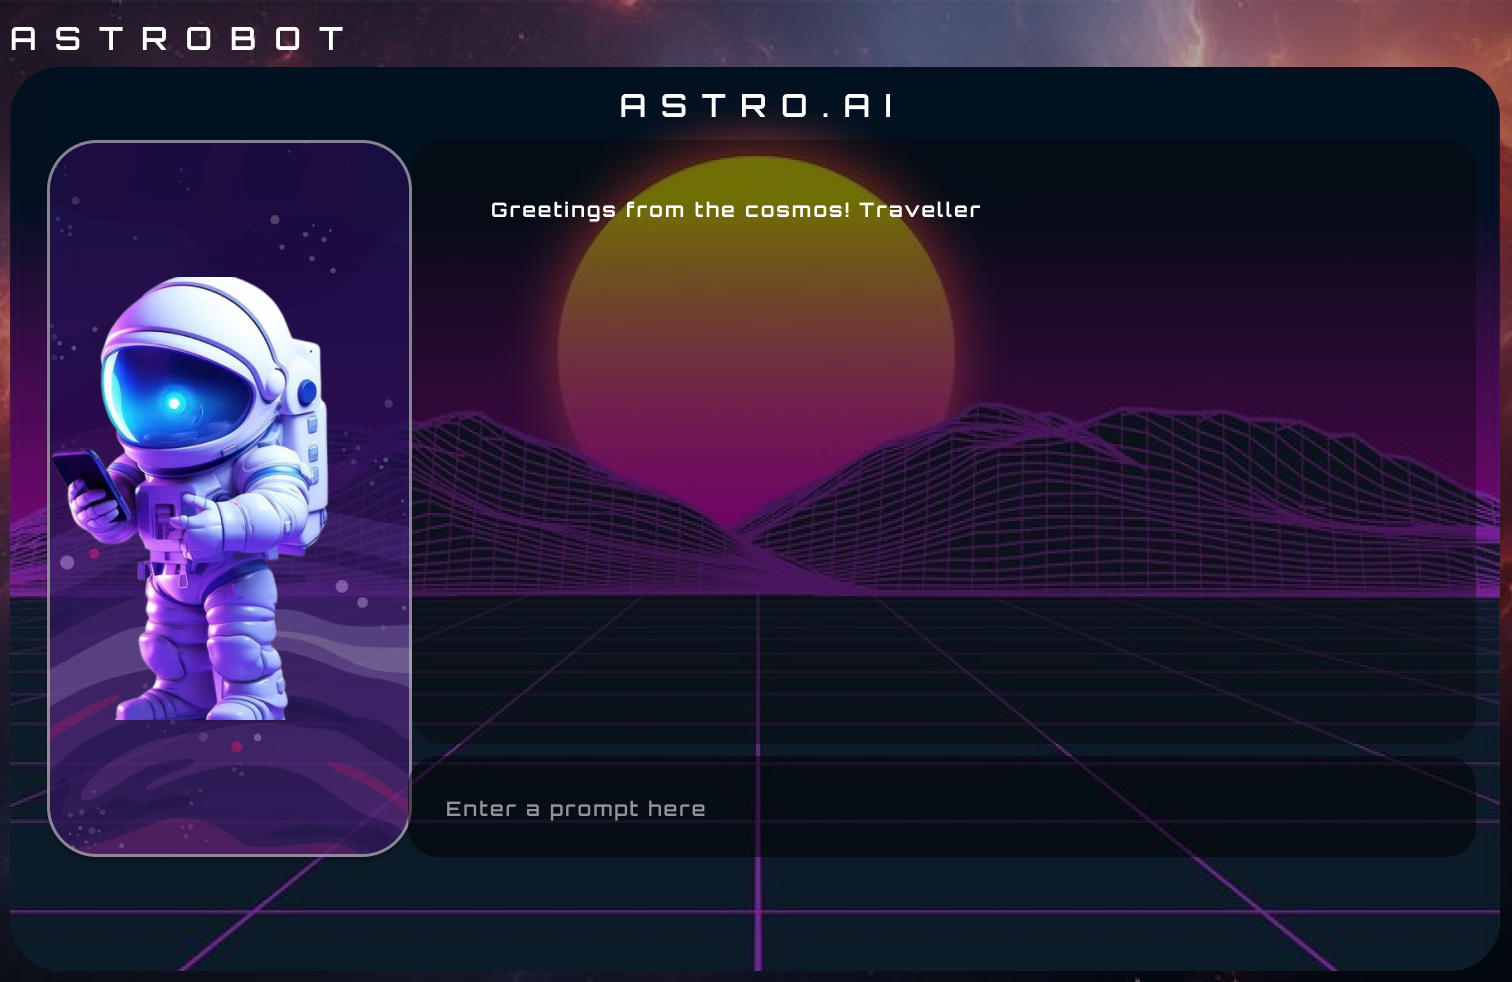 ASTROBOT
ASTRO.AI
Greetings from the cosmos! Traveller
Enter a prompt here